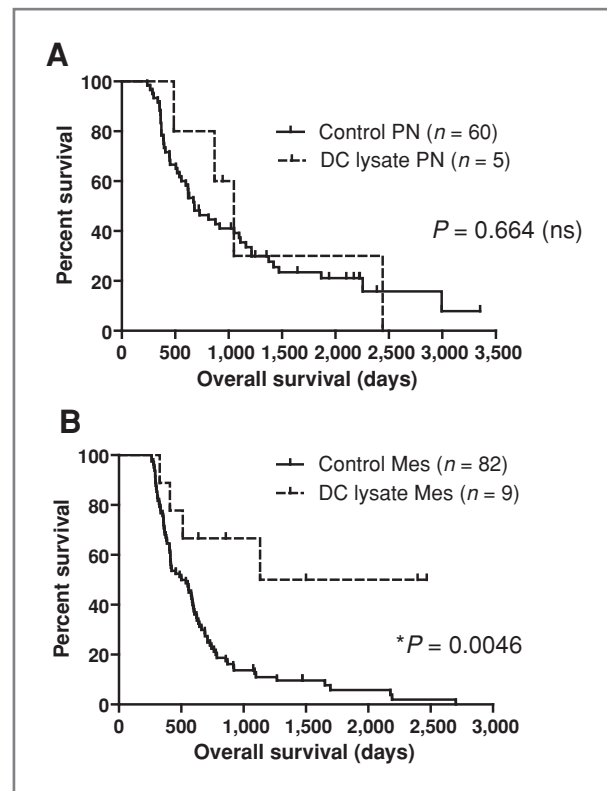 A
100
80
60
40
20
0
Percent survival
Control PN (n = 60)
DC lysate PN (n = 5)
P = 0.664 (ns)
0 500 1,000 1,500 2,000 2,500 3,000 3,500
Overall survival (days)
B
100
80
60
40
20
0
Percent survival
Control Mes (n = 82)
DC lysate Mes (n = 9)
*P = 0.0046
0 500 1,000 1,500 2,000 2,500 3,000
Overall survival (days)